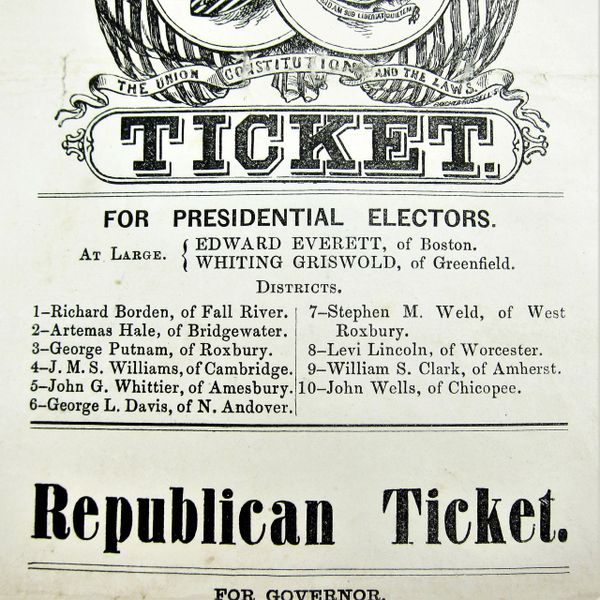 SUB LIBERTATE QUIETEM
THE UNION CONSTITUTION AND THE LAWS.
TICKET.
FOR PRESIDENTIAL ELECTORS.
AT LARGE. { EDWARD EVERETT, of Boston.
WHITING GRISWOLD, of Greenfield.
DISTRICTS.
1–Richard Borden, of Fall River.
2–Artemas Hale, of Bridgewater.
3–George Putnam, of Roxbury.
4–J. M. S. Williams, of Cambridge.
5–John G. Whittier, of Amesbury.
6–George L. Davis, of N. Andover.
7–Stephen M. Weld, of West
Roxbury.
8–Levi Lincoln, of Worcester.
9–William S. Clark, of Amherst.
10–John Wells, of Chicopee.
Republican Ticket.
FOR GOVERNOR.